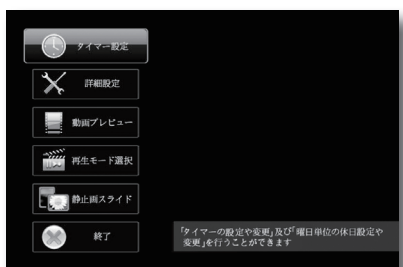 タイマー設定
詳細設定
動画プレビュー
再生モード選択
静止画スライド
終了
「タイマーの設定や変更」及び「曜日単位の休日設定や
変更」を行うことができます